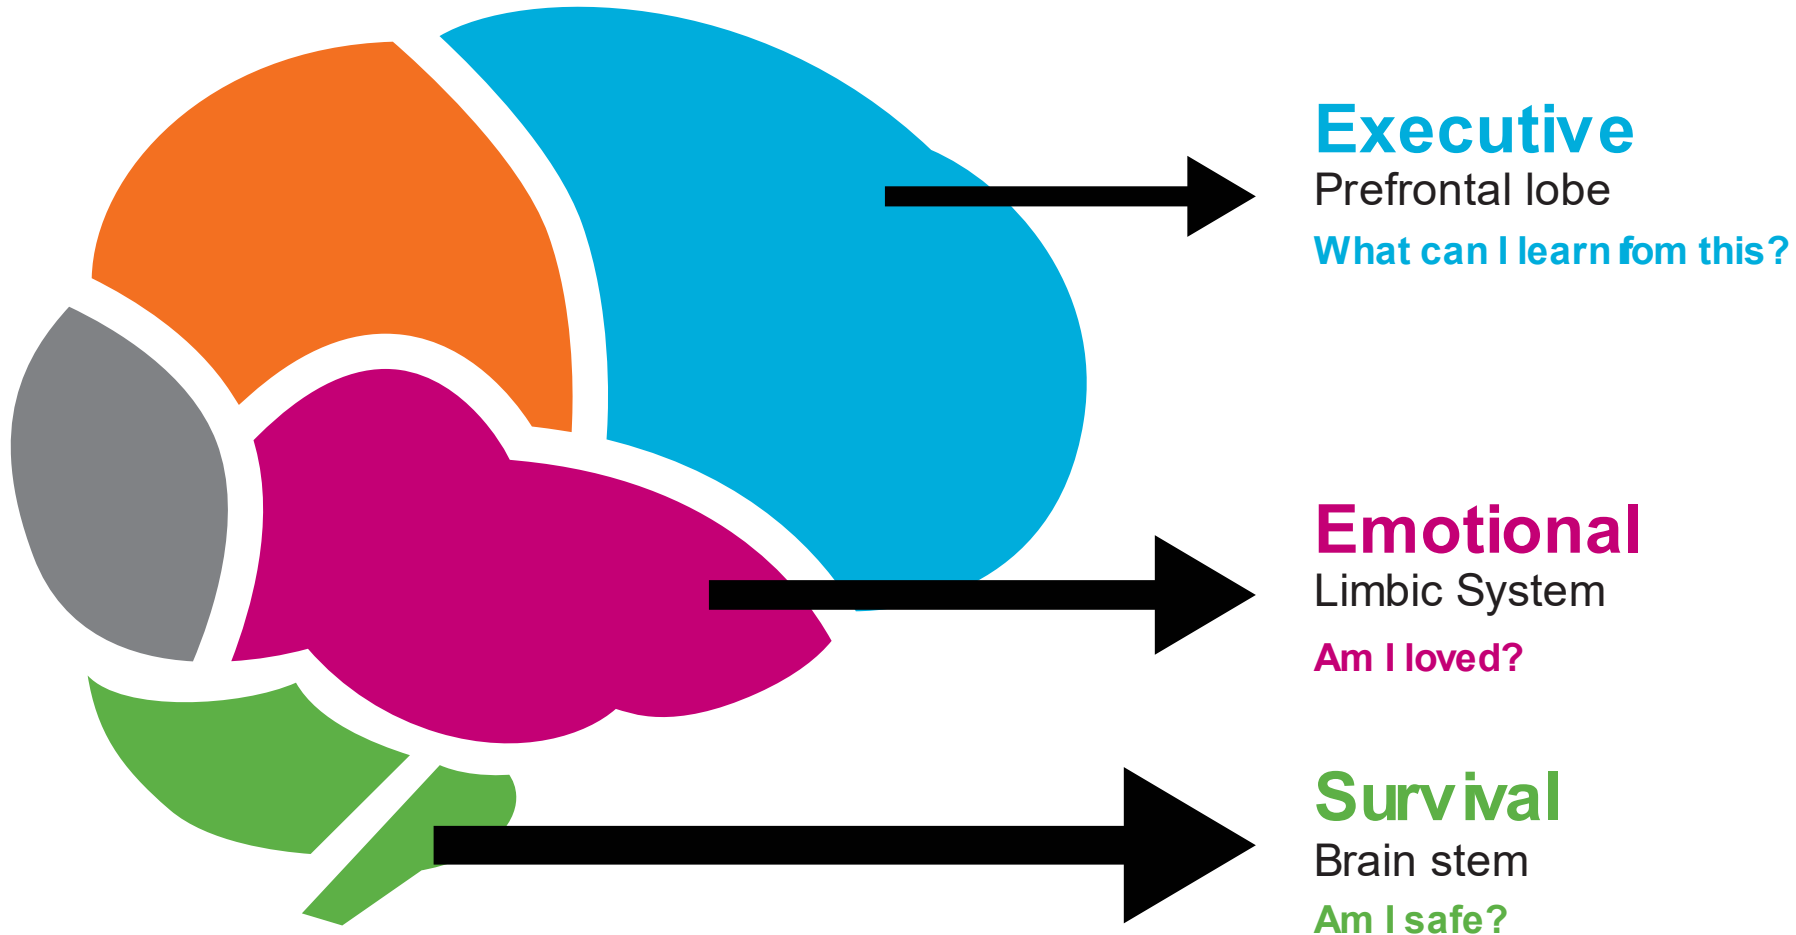 Executive
Prefrontal lobe
What can I learn fom this?
Emotional
Limbic System
Am I loved?
Survival
Brain stem
Am I safe?